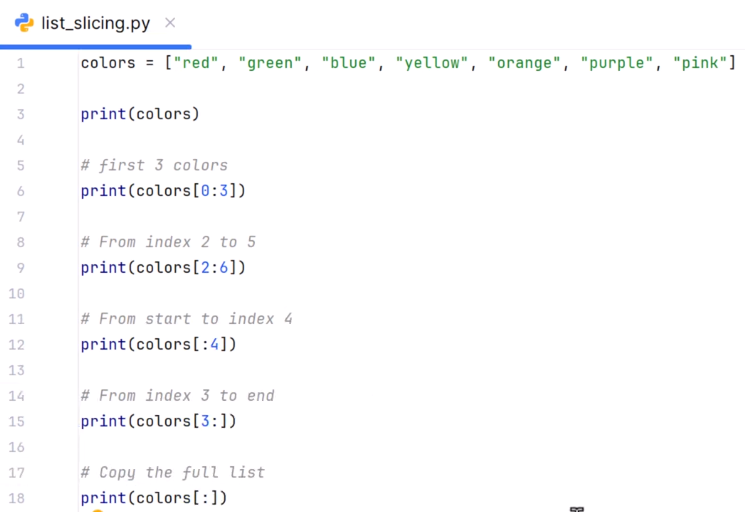 list_slicing.py
1 colors = ["red", "green", "blue", "yellow", "orange", "purple", "pink"]
2
3 print(colors)
4
5 # first 3 colors
6 print(colors[0:3])
7
8 # From index 2 to 5
9 print(colors[2:6])
10
11 # From start to index 4
12 print(colors[:4])
13
14 # From index 3 to end
15 print(colors[3:])
16
17 # Copy the full list
18 print(colors[:])